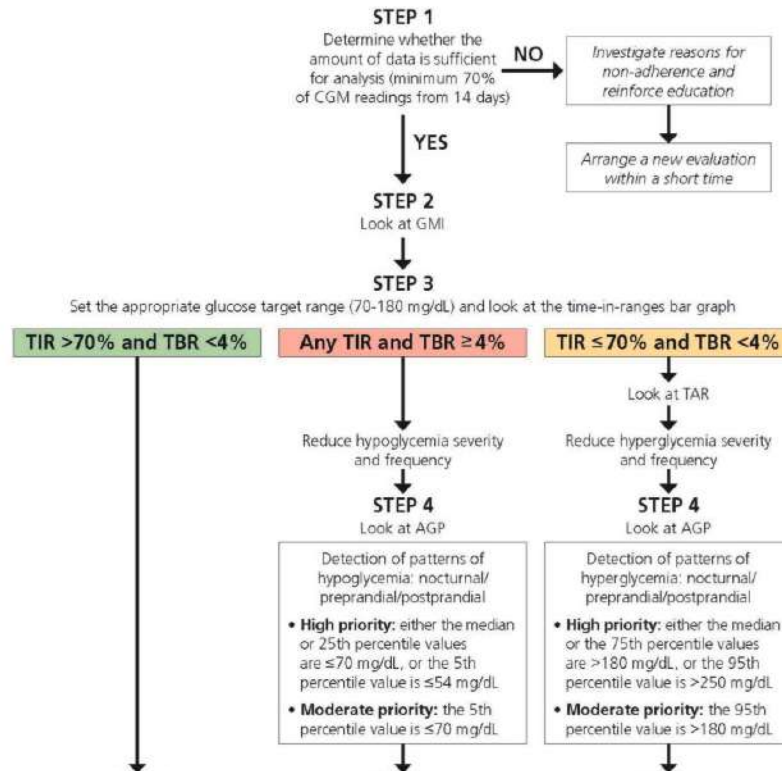 STEP 1
Determine whether the
amount of data is sufficient
for analysis (minimum 70%
of CGM readings from 14 days)
NO
Investigate reasons for
non-adherence and
reinforce education
Arrange a new evaluation
within a short time
YES
STEP 2
Look at GMI
STEP 3
Set the appropriate glucose target range (70-180 mg/dL) and look at the time-in-ranges bar graph
TIR >70% and TBR <4%
Any TIR and TBR ≥4%
Reduce hypoglycemia severity
and frequency
STEP 4
Look at AGP
Detection of patterns of
hypoglycemia: nocturnal/
preprandial/postprandial
• High priority: either the median
or 25th percentile values
are ≤70 mg/dL, or the 5th
percentile value is ≤54 mg/dL
• Moderate priority: the 5th
percentile value is ≤70 mg/dL
TIR ≤70% and TBR <4%
Look at TAR
Reduce hyperglycemia severity
and frequency
STEP 4
Look at AGP
Detection of patterns of
hyperglycemia: nocturnal/
preprandial/postprandial
• High priority: either the median
or the 75th percentile values
are >180 mg/dL, or the 95th
percentile value is >250 mg/dL
• Moderate priority: the 95th
percentile value is >180 mg/dL